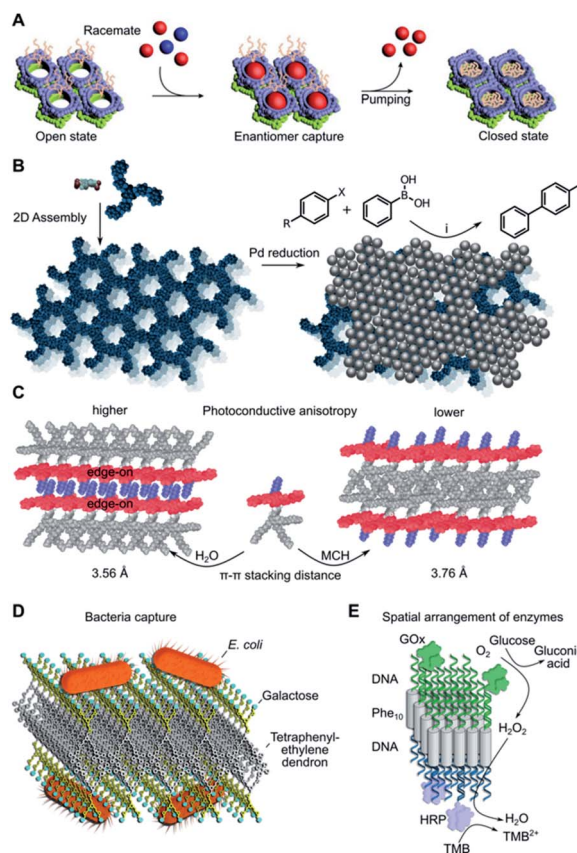 A
Racemate
Pumping
Open state
Enantiomer capture
Closed state
B
2D Assembly
X
R
+
B
OH
OH
i
Pd reduction
C
higher
Photoconductive anisotropy
lower
edge-on
edge-on
H₂O
MCH
3.56 Å
π-π stacking distance
3.76 Å
D
Bacteria capture
E. coli
Galactose
Tetraphenyl-
ethylene
dendron
E
Spatial arrangement of enzymes
GOx
O₂
Glucose
Gluconic
acid
DNA
Phe₁₀
H₂O₂
DNA
HRP
H₂O
TMB
TMB²⁺